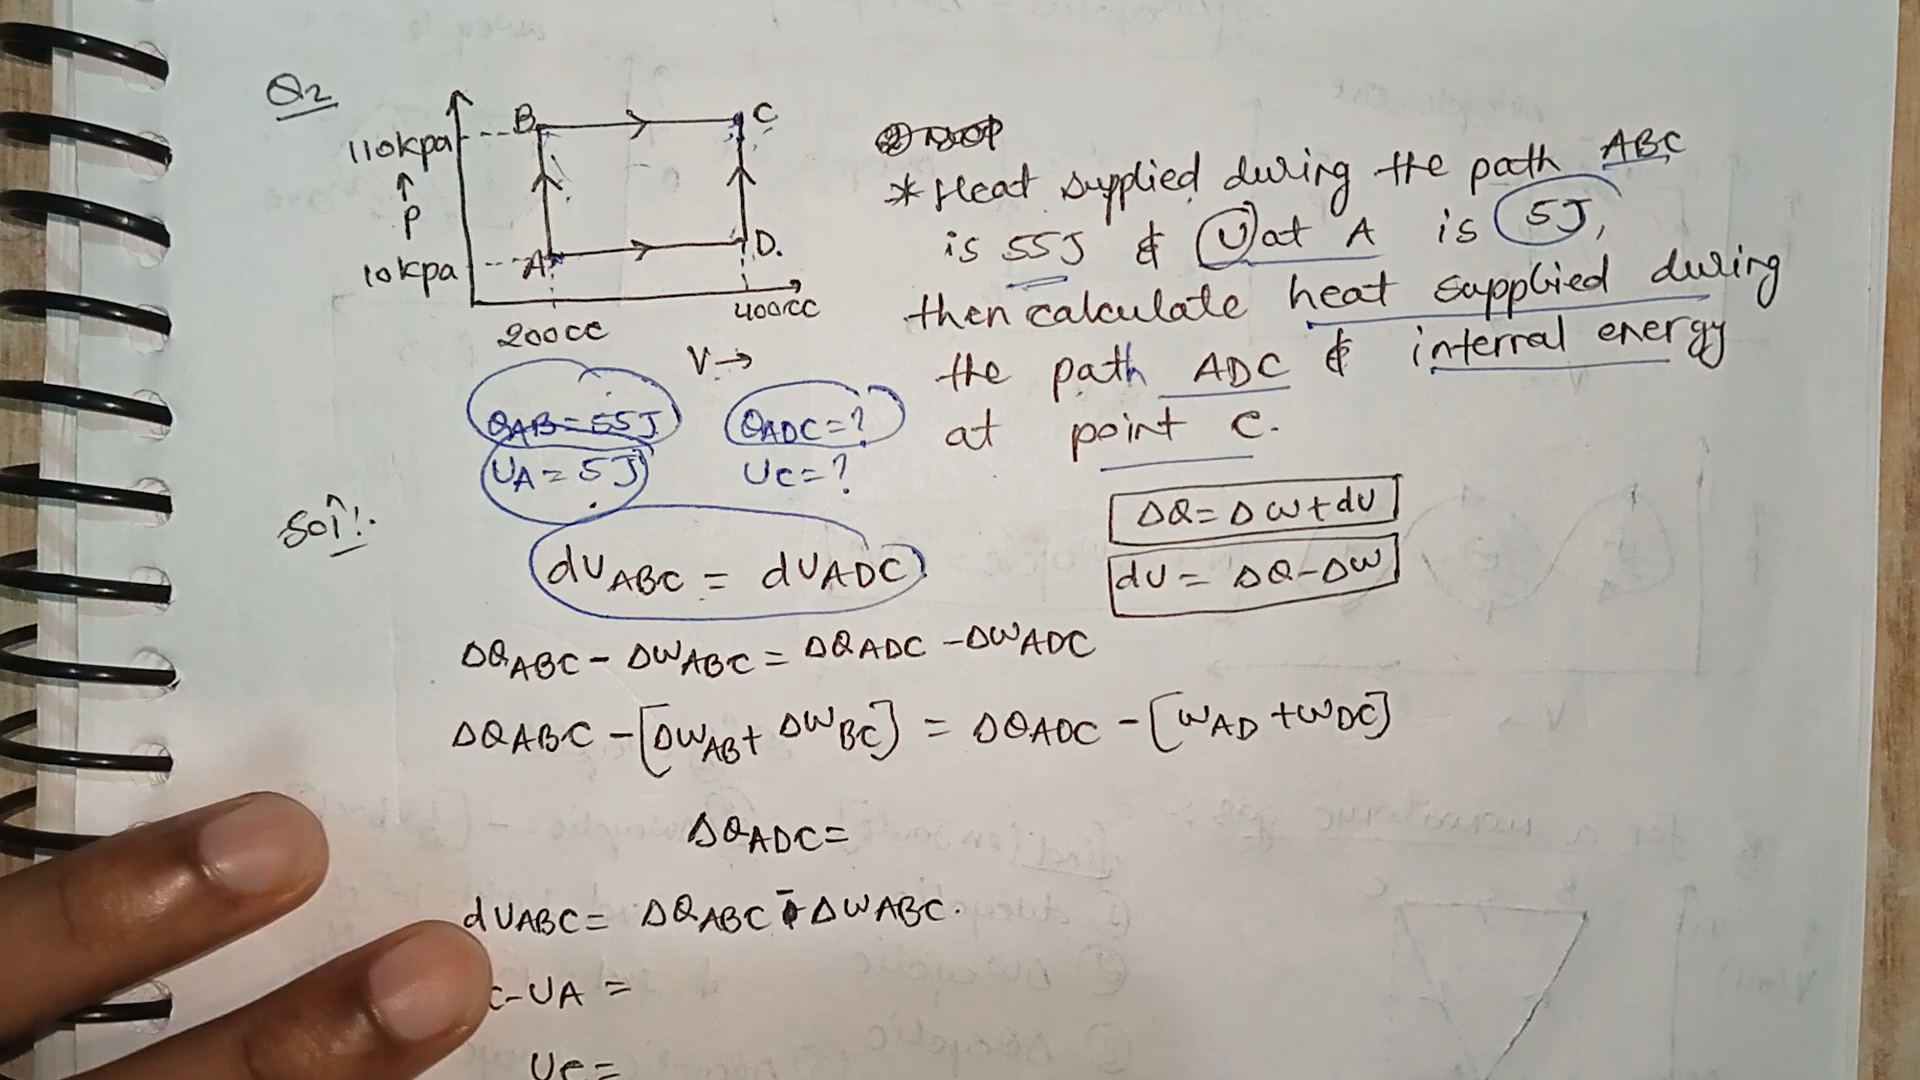 Q2
B
C
110kpa
↑
P
10kpa
A
D.
200cc
400cc
V→
* Heat supplied during the path ABC
is 55J & U at A is 5J,
then calculate heat supplied during
the path ADC & internal energy
at point C.
QAB = 55J
QADC = ?
UA = 5J
UC = ?
Sol:-
ΔQ = ΔW + dU
dU = ΔQ - ΔW
dUABC = dUADC
ΔQABC - ΔWABC = ΔQADC - ΔWADC
ΔQABC - [ΔWAB + ΔWBC] = ΔQADC - [WAD + WDC]
ΔQADC =
dUABC = ΔQABC - ΔWABC.
C - UA =
UC =